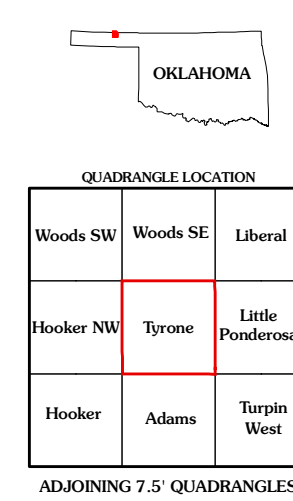 OKLAHOMA
QUADRANGLE LOCATION
Woods SW Woods SE Liberal
Hooker NW Tyrone Little Ponderosa
Hooker Adams Turpin West
ADJOINING 7.5' QUADRANGLES